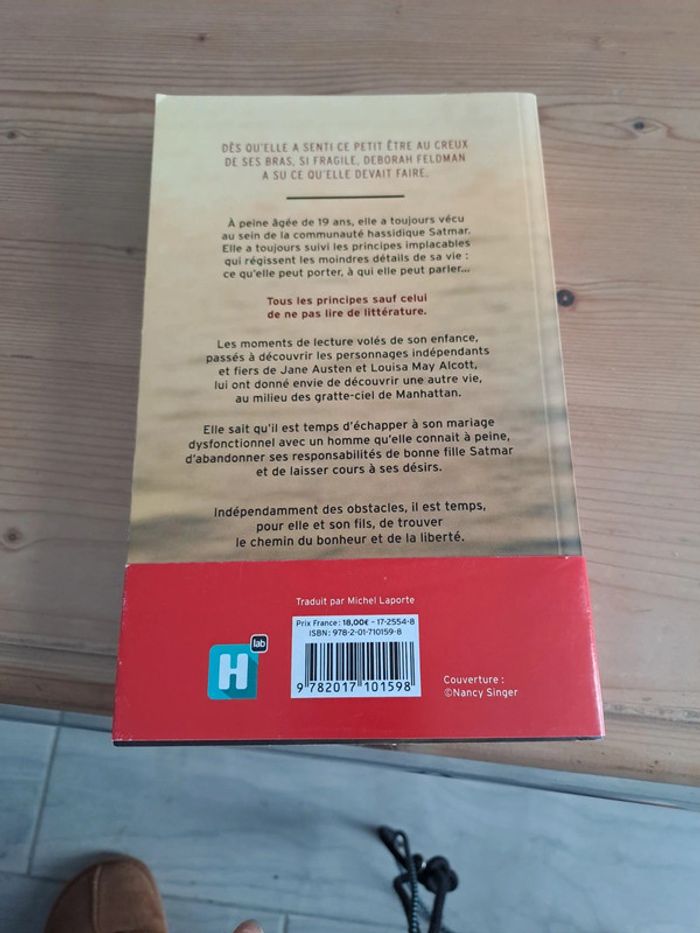 DÈS QU'ELLE A SENTI CE PETIT ÊTRE AU CREUX
DE SES BRAS, SI FRAGILE, DEBORAH FELDMAN
A SU CE QU'ELLE DEVAIT FAIRE.
À peine âgée de 19 ans, elle a toujours vécu
au sein de la communauté hassidique Satmar.
Elle a toujours suivi les principes implacables
qui régissent les moindres détails de sa vie :
ce qu'elle peut porter, à qui elle peut parler...
Tous les principes sauf celui
de ne pas lire de littérature.
Les moments de lecture volés de son enfance,
passés à découvrir les personnages indépendants
et fiers de Jane Austen et Louisa May Alcott,
lui ont donné envie de découvrir une autre vie,
au milieu des gratte-ciel de Manhattan.
Elle sait qu'il est temps d'échapper à son mariage
dysfonctionnel avec un homme qu'elle connait à peine,
d'abandonner ses responsabilités de bonne fille Satmar
et de laisser cours à ses désirs.
Indépendamment des obstacles, il est temps,
pour elle et son fils, de trouver
le chemin du bonheur et de la liberté.
Traduit par Michel Laporte
Prix France : 18,00€ - 17-2554-8
ISBN : 978-2-01-710159-8
H lab
9 782017 101598
Couverture :
©Nancy Singer